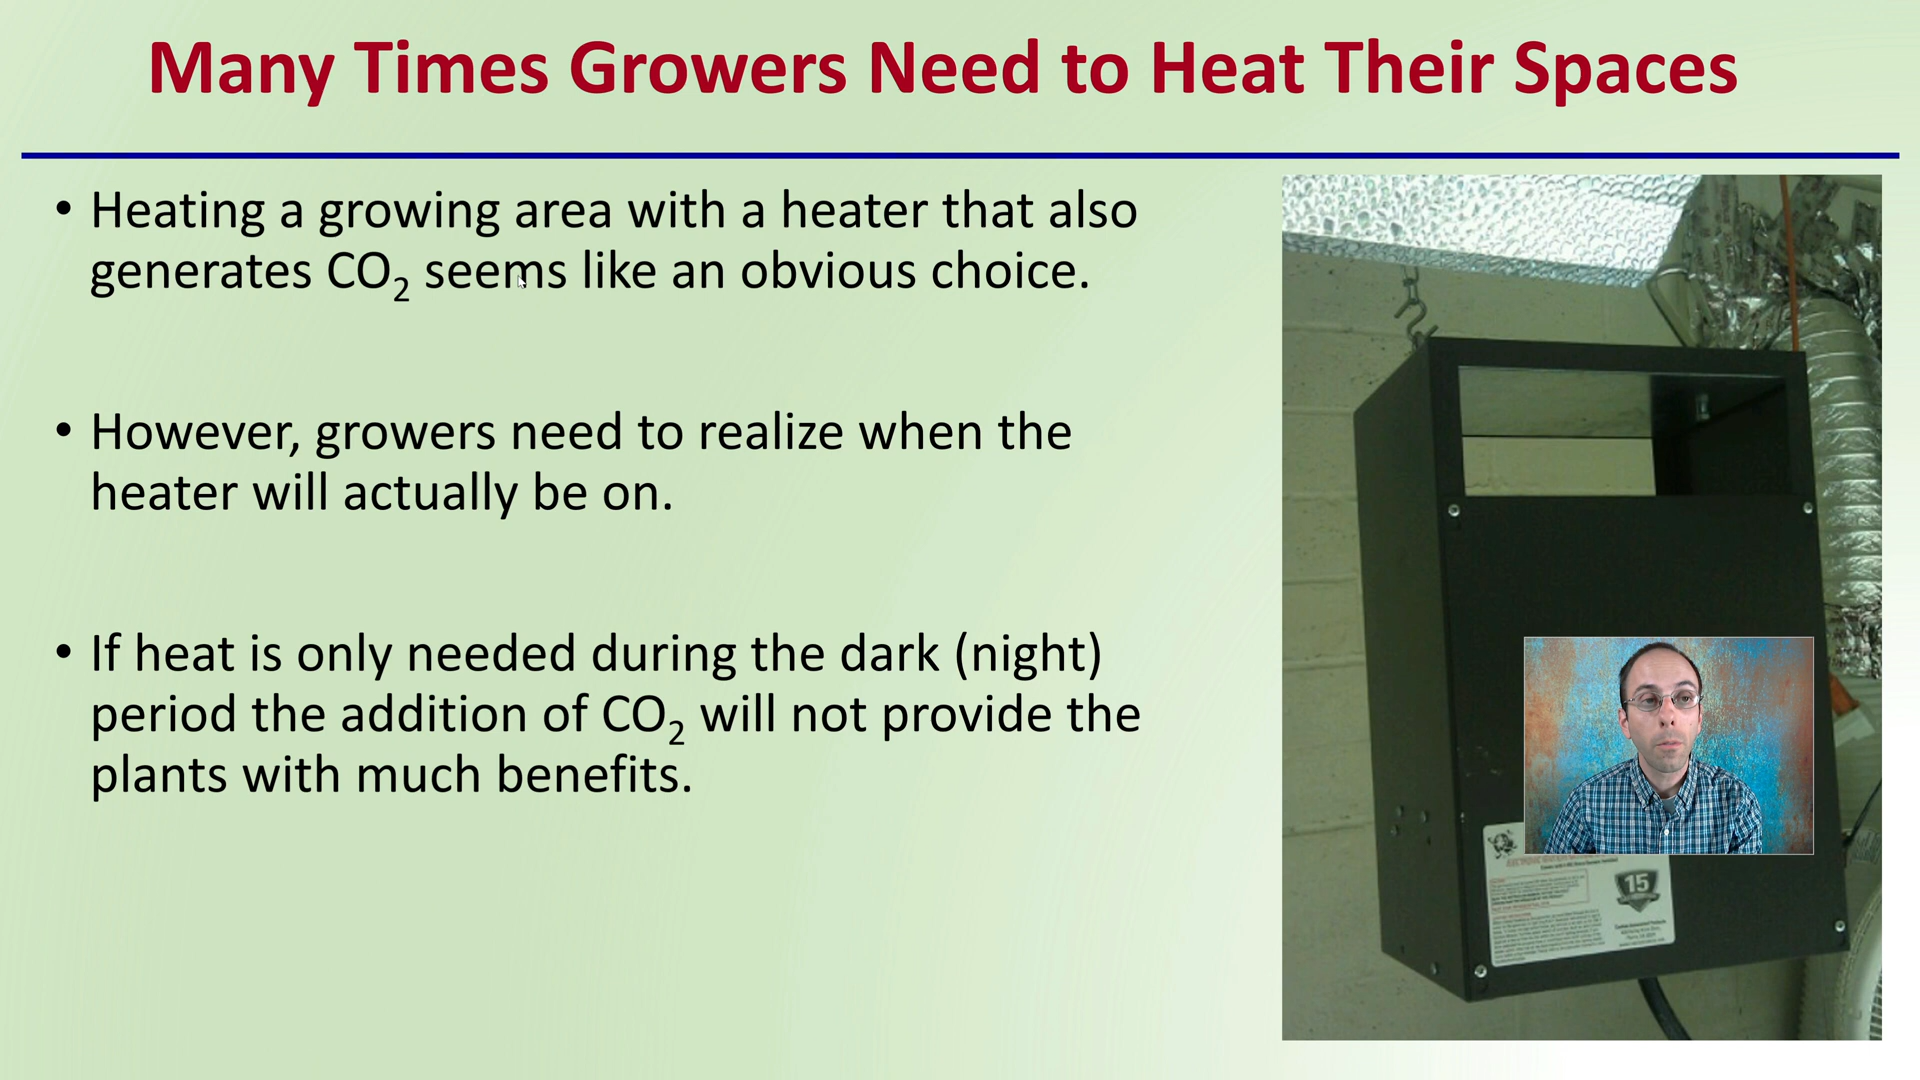 Many Times Growers Need to Heat Their Spaces
• Heating a growing area with a heater that also
generates CO₂ seems like an obvious choice.
• However, growers need to realize when the
heater will actually be on.
• If heat is only needed during the dark (night)
period the addition of CO₂ will not provide the
plants with much benefits.
15